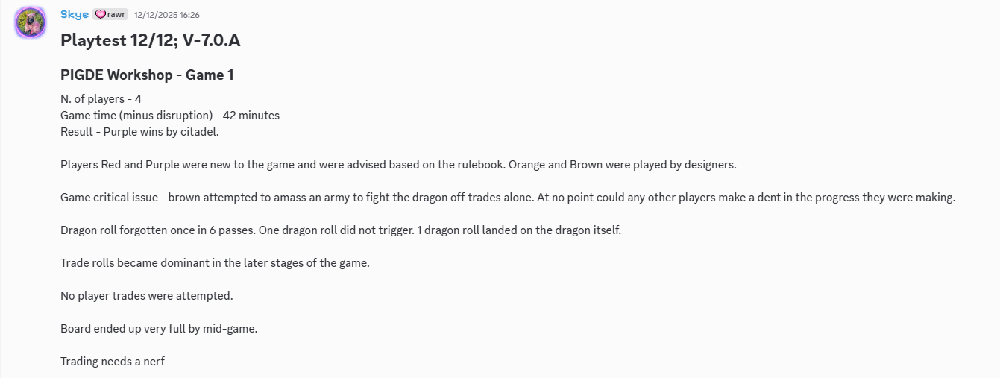 Skye rawr 12/12/2025 16:26
Playtest 12/12; V-7.0.A
PIGDE Workshop - Game 1
N. of players - 4
Game time (minus disruption) - 42 minutes
Result - Purple wins by citadel.
Players Red and Purple were new to the game and were advised based on the rulebook. Orange and Brown were played by designers.
Game critical issue - brown attempted to amass an army to fight the dragon off trades alone. At no point could any other players make a dent in the progress they were making.
Dragon roll forgotten once in 6 passes. One dragon roll did not trigger. 1 dragon roll landed on the dragon itself.
Trade rolls became dominant in the later stages of the game.
No player trades were attempted.
Board ended up very full by mid-game.
Trading needs a nerf